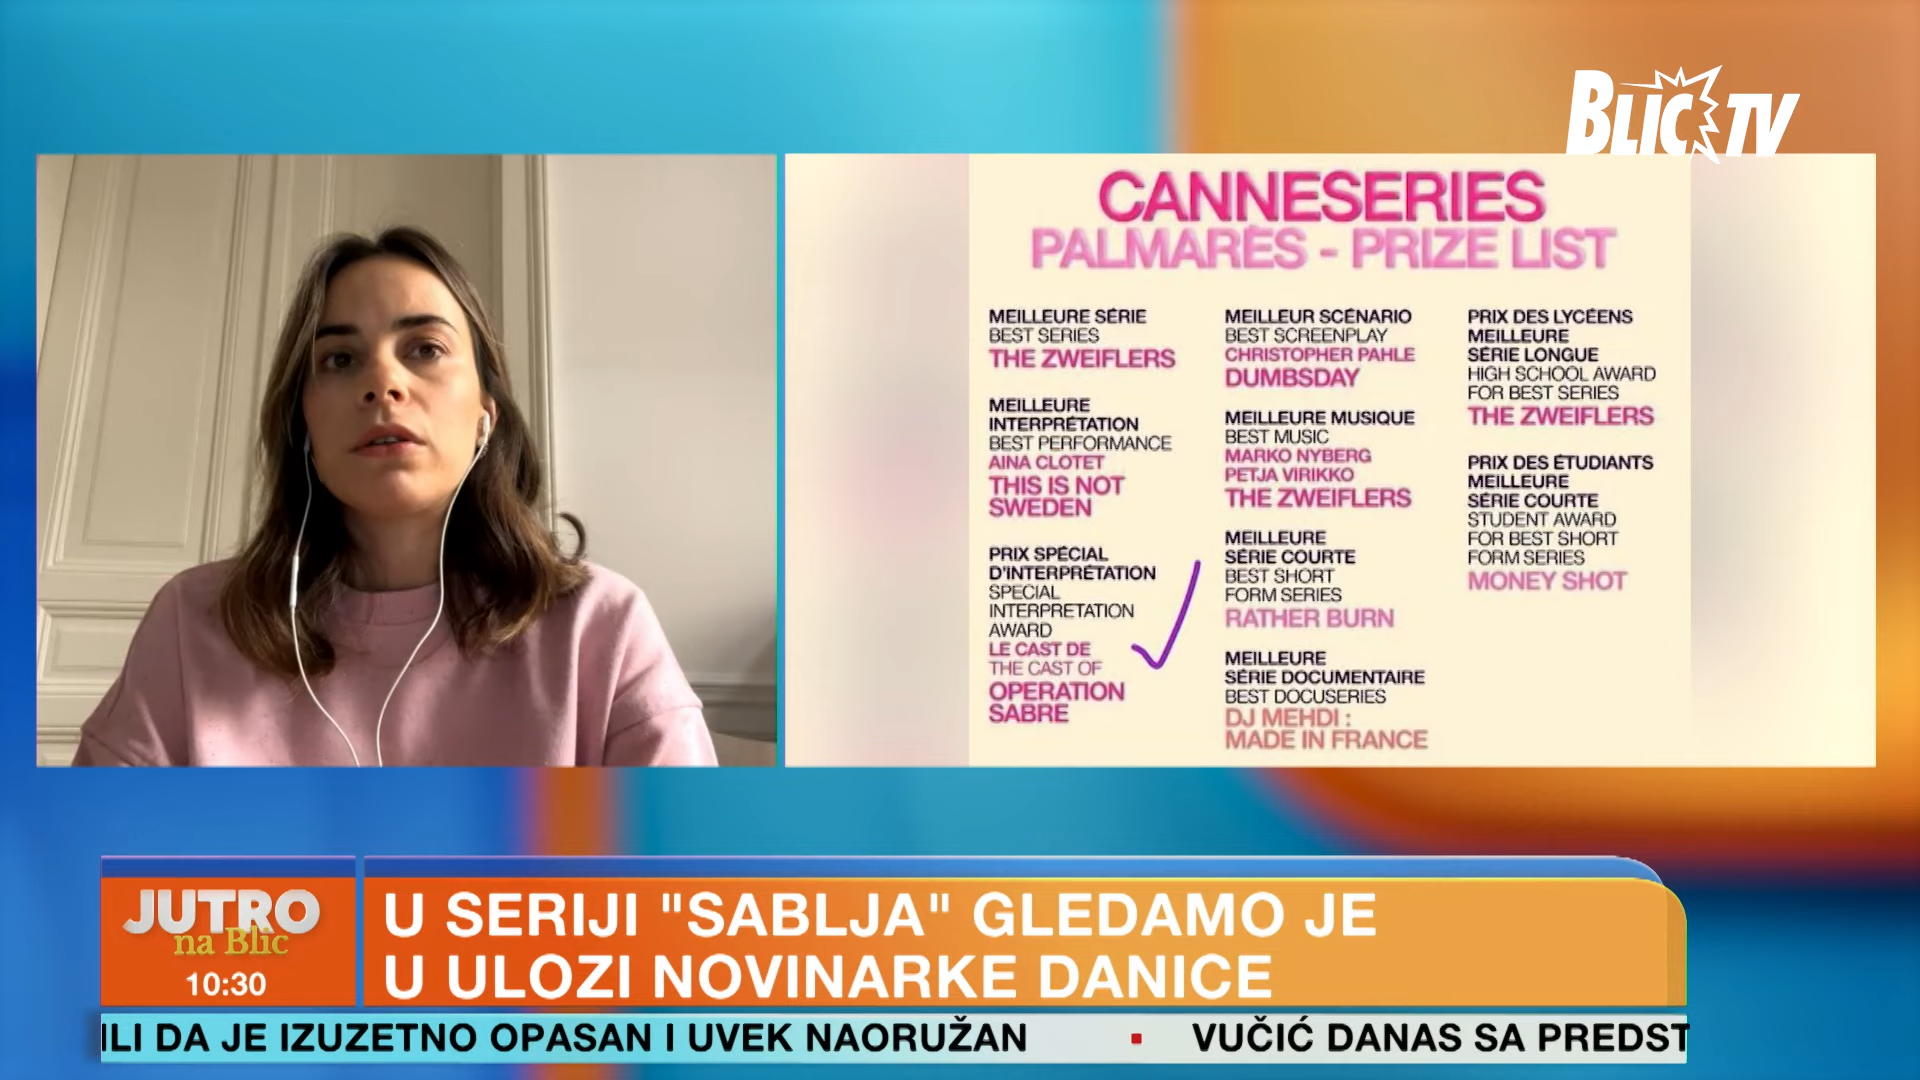 BLIC TV
CANNESERIES
PALMARÈS - PRIZE LIST
MEILLEURE SÉRIE
BEST SERIES
THE ZWEIFLERS
MEILLEURE
INTERPRÉTATION
BEST PERFORMANCE
AINA CLOTET
THIS IS NOT
SWEDEN
PRIX SPÉCIAL
D'INTERPRÉTATION
SPECIAL
INTERPRETATION
AWARD
LE CAST DE
THE CAST OF
OPERATION
SABRE
MEILLEUR SCÉNARIO
BEST SCREENPLAY
CHRISTOPHER PAHLE
DUMBSDAY
MEILLEURE MUSIQUE
BEST MUSIC
MARKO NYBERG
PETJA VIRIKKO
THE ZWEIFLERS
MEILLEURE
SÉRIE COURTE
BEST SHORT
FORM SERIES
RATHER BURN
MEILLEURE
SÉRIE DOCUMENTAIRE
BEST DOCUSERIES
DJ MEHDI :
MADE IN FRANCE
PRIX DES LYCÉENS
MEILLEURE
SÉRIE LONGUE
HIGH SCHOOL AWARD
FOR BEST SERIES
THE ZWEIFLERS
PRIX DES ÉTUDIANTS
MEILLEURE
SÉRIE COURTE
STUDENT AWARD
FOR BEST SHORT
FORM SERIES
MONEY SHOT
JUTRO
na Blic
10:30
U SERIJI "SABLJA" GLEDAMO JE
U ULOZI NOVINARKE DANICE
ILI DA JE IZUZETNO OPASAN I UVEK NAORUŽAN ▪ VUČIĆ DANAS SA PREDST